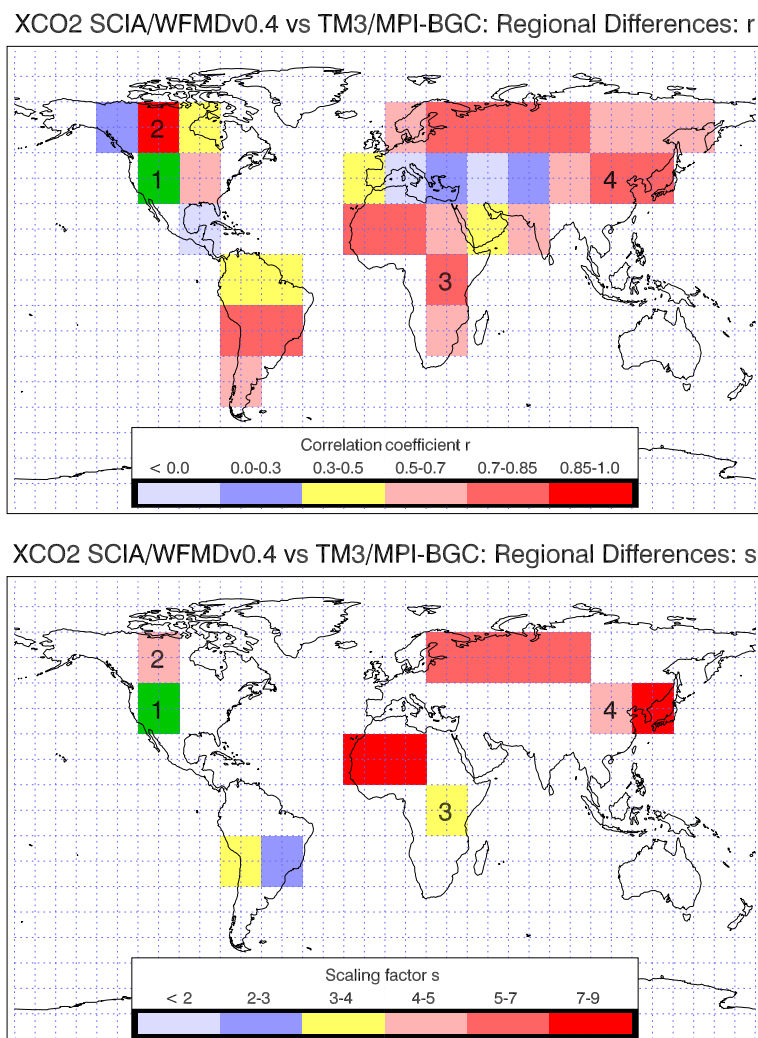 XCO2 SCIA/WFMDv0.4 vs TM3/MPI-BGC: Regional Differences: r
2
1
4
3
Correlation coefficient r
< 0.0 0.0-0.3 0.3-0.5 0.5-0.7 0.7-0.85 0.85-1.0
XCO2 SCIA/WFMDv0.4 vs TM3/MPI-BGC: Regional Differences: s
2
1
4
3
Scaling factor s
< 2 2-3 3-4 4-5 5-7 7-9